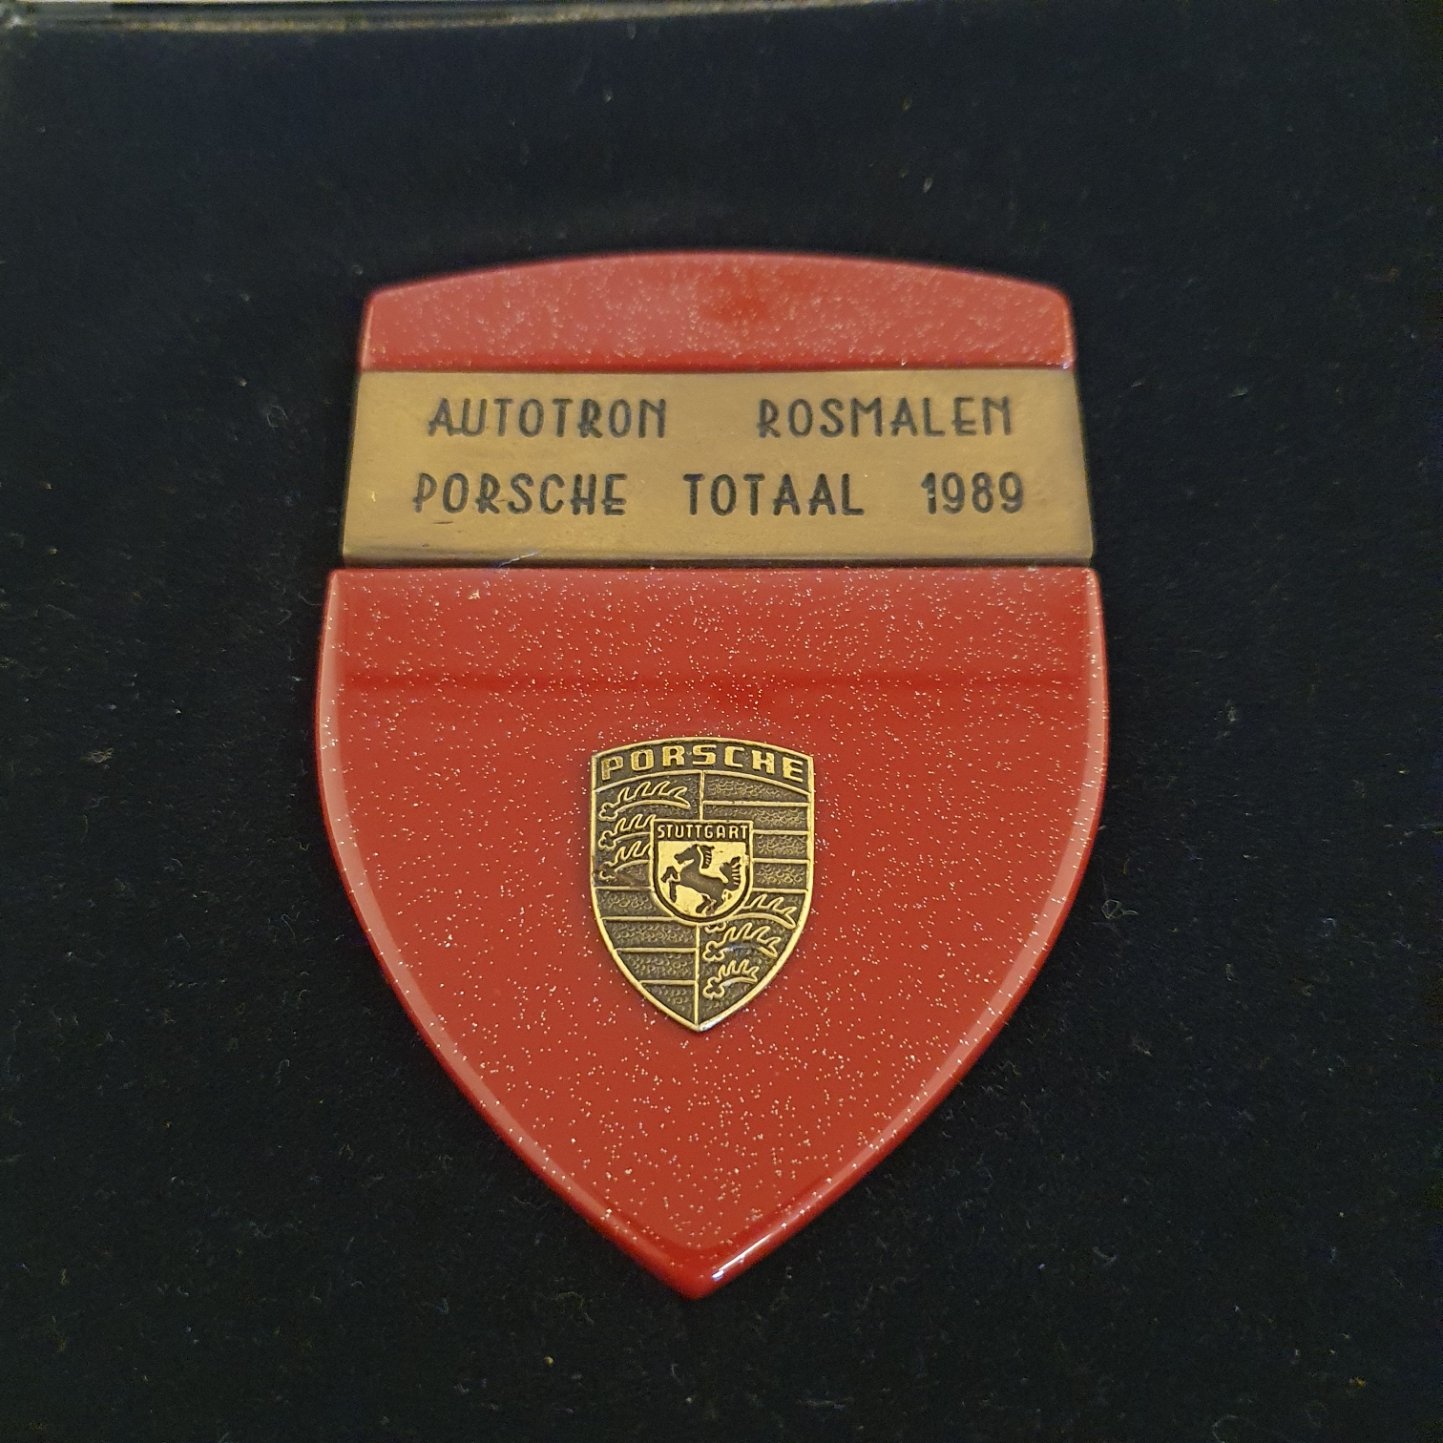 AUTOTRON ROSMALEN
PORSCHE TOTAAL 1989
PORSCHE
STUTTGART